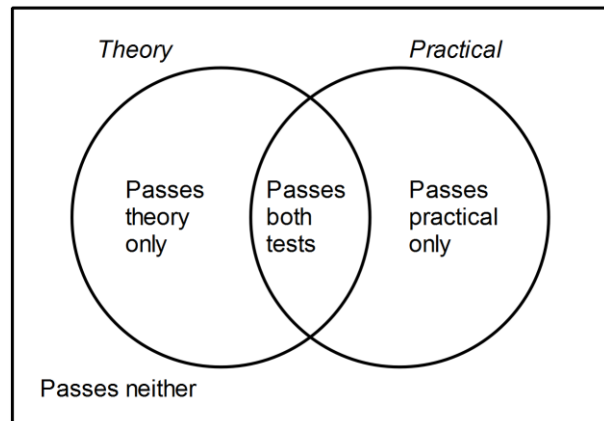 Theory
Practical
Passes
theory
only
Passes
both
tests
Passes
practical
only
Passes neither